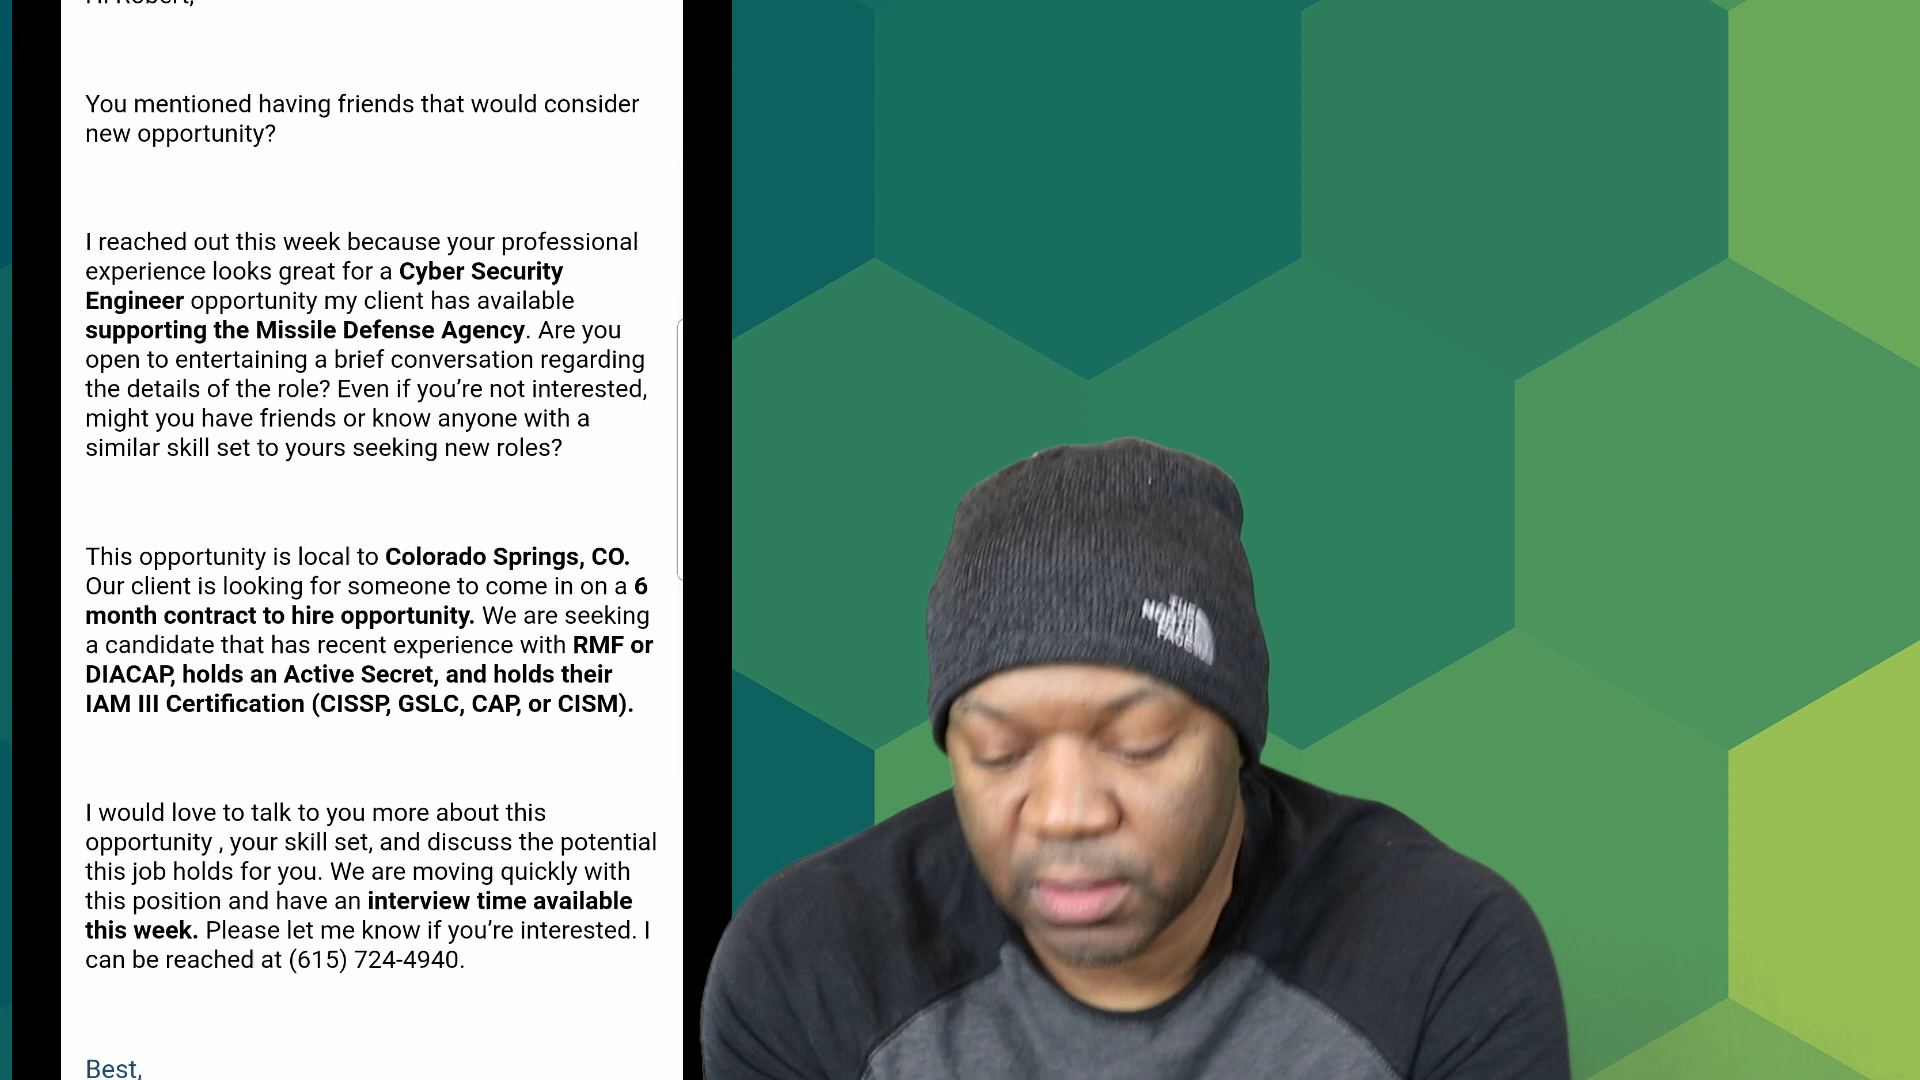 Hi Robert,
You mentioned having friends that would consider
new opportunity?
I reached out this week because your professional
experience looks great for a Cyber Security
Engineer opportunity my client has available
supporting the Missile Defense Agency. Are you
open to entertaining a brief conversation regarding
the details of the role? Even if you’re not interested,
might you have friends or know anyone with a
similar skill set to yours seeking new roles?
This opportunity is local to Colorado Springs, CO.
Our client is looking for someone to come in on a 6
month contract to hire opportunity. We are seeking
a candidate that has recent experience with RMF or
DIACAP, holds an Active Secret, and holds their
IAM III Certification (CISSP, GSLC, CAP, or CISM).
I would love to talk to you more about this
opportunity , your skill set, and discuss the potential
this job holds for you. We are moving quickly with
this position and have an interview time available
this week. Please let me know if you’re interested. I
can be reached at (615) 724-4940.
Best,
THE
NORTH
FACE